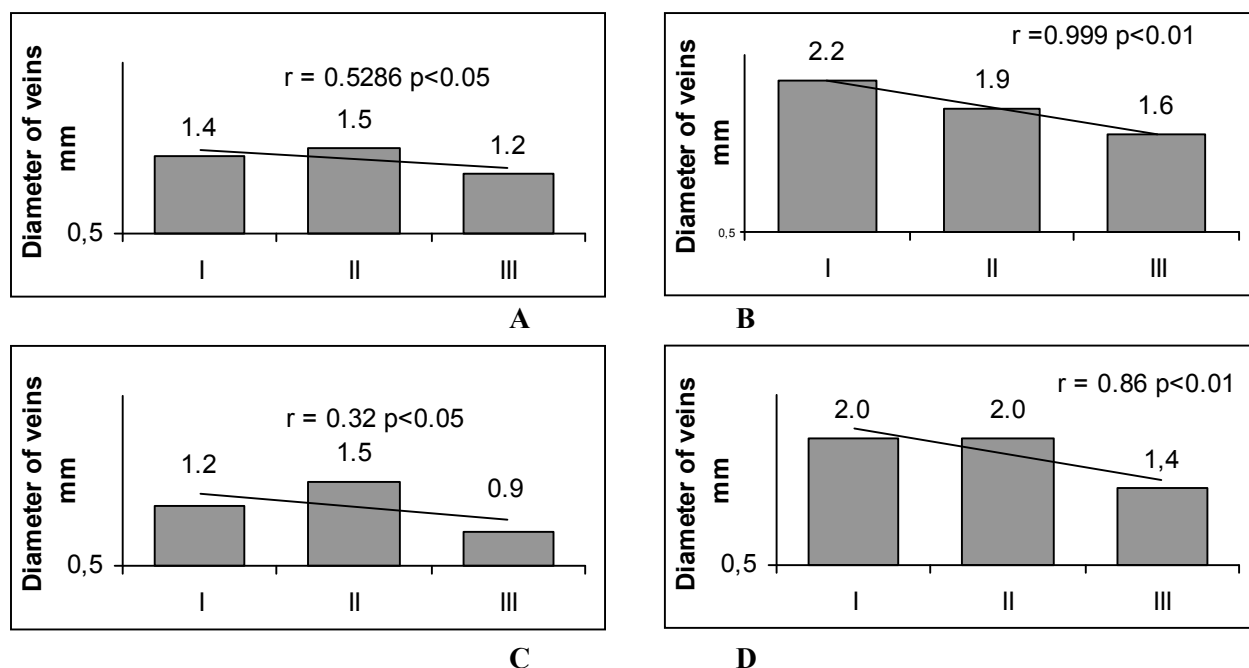 Diameter of veins
mm
r = 0.5286 p<0.05
1.4
1.5
1.2
0,5
I
II
III
A
Diameter of veins
mm
r =0.999 p<0.01
2.2
1.9
1.6
0,5
I
II
III
B
Diameter of veins
mm
r = 0.32 p<0.05
1.2
1.5
0.9
0,5
I
II
III
C
Diameter of veins
mm
r = 0.86 p<0.01
2.0
2.0
1,4
0,5
I
II
III
D